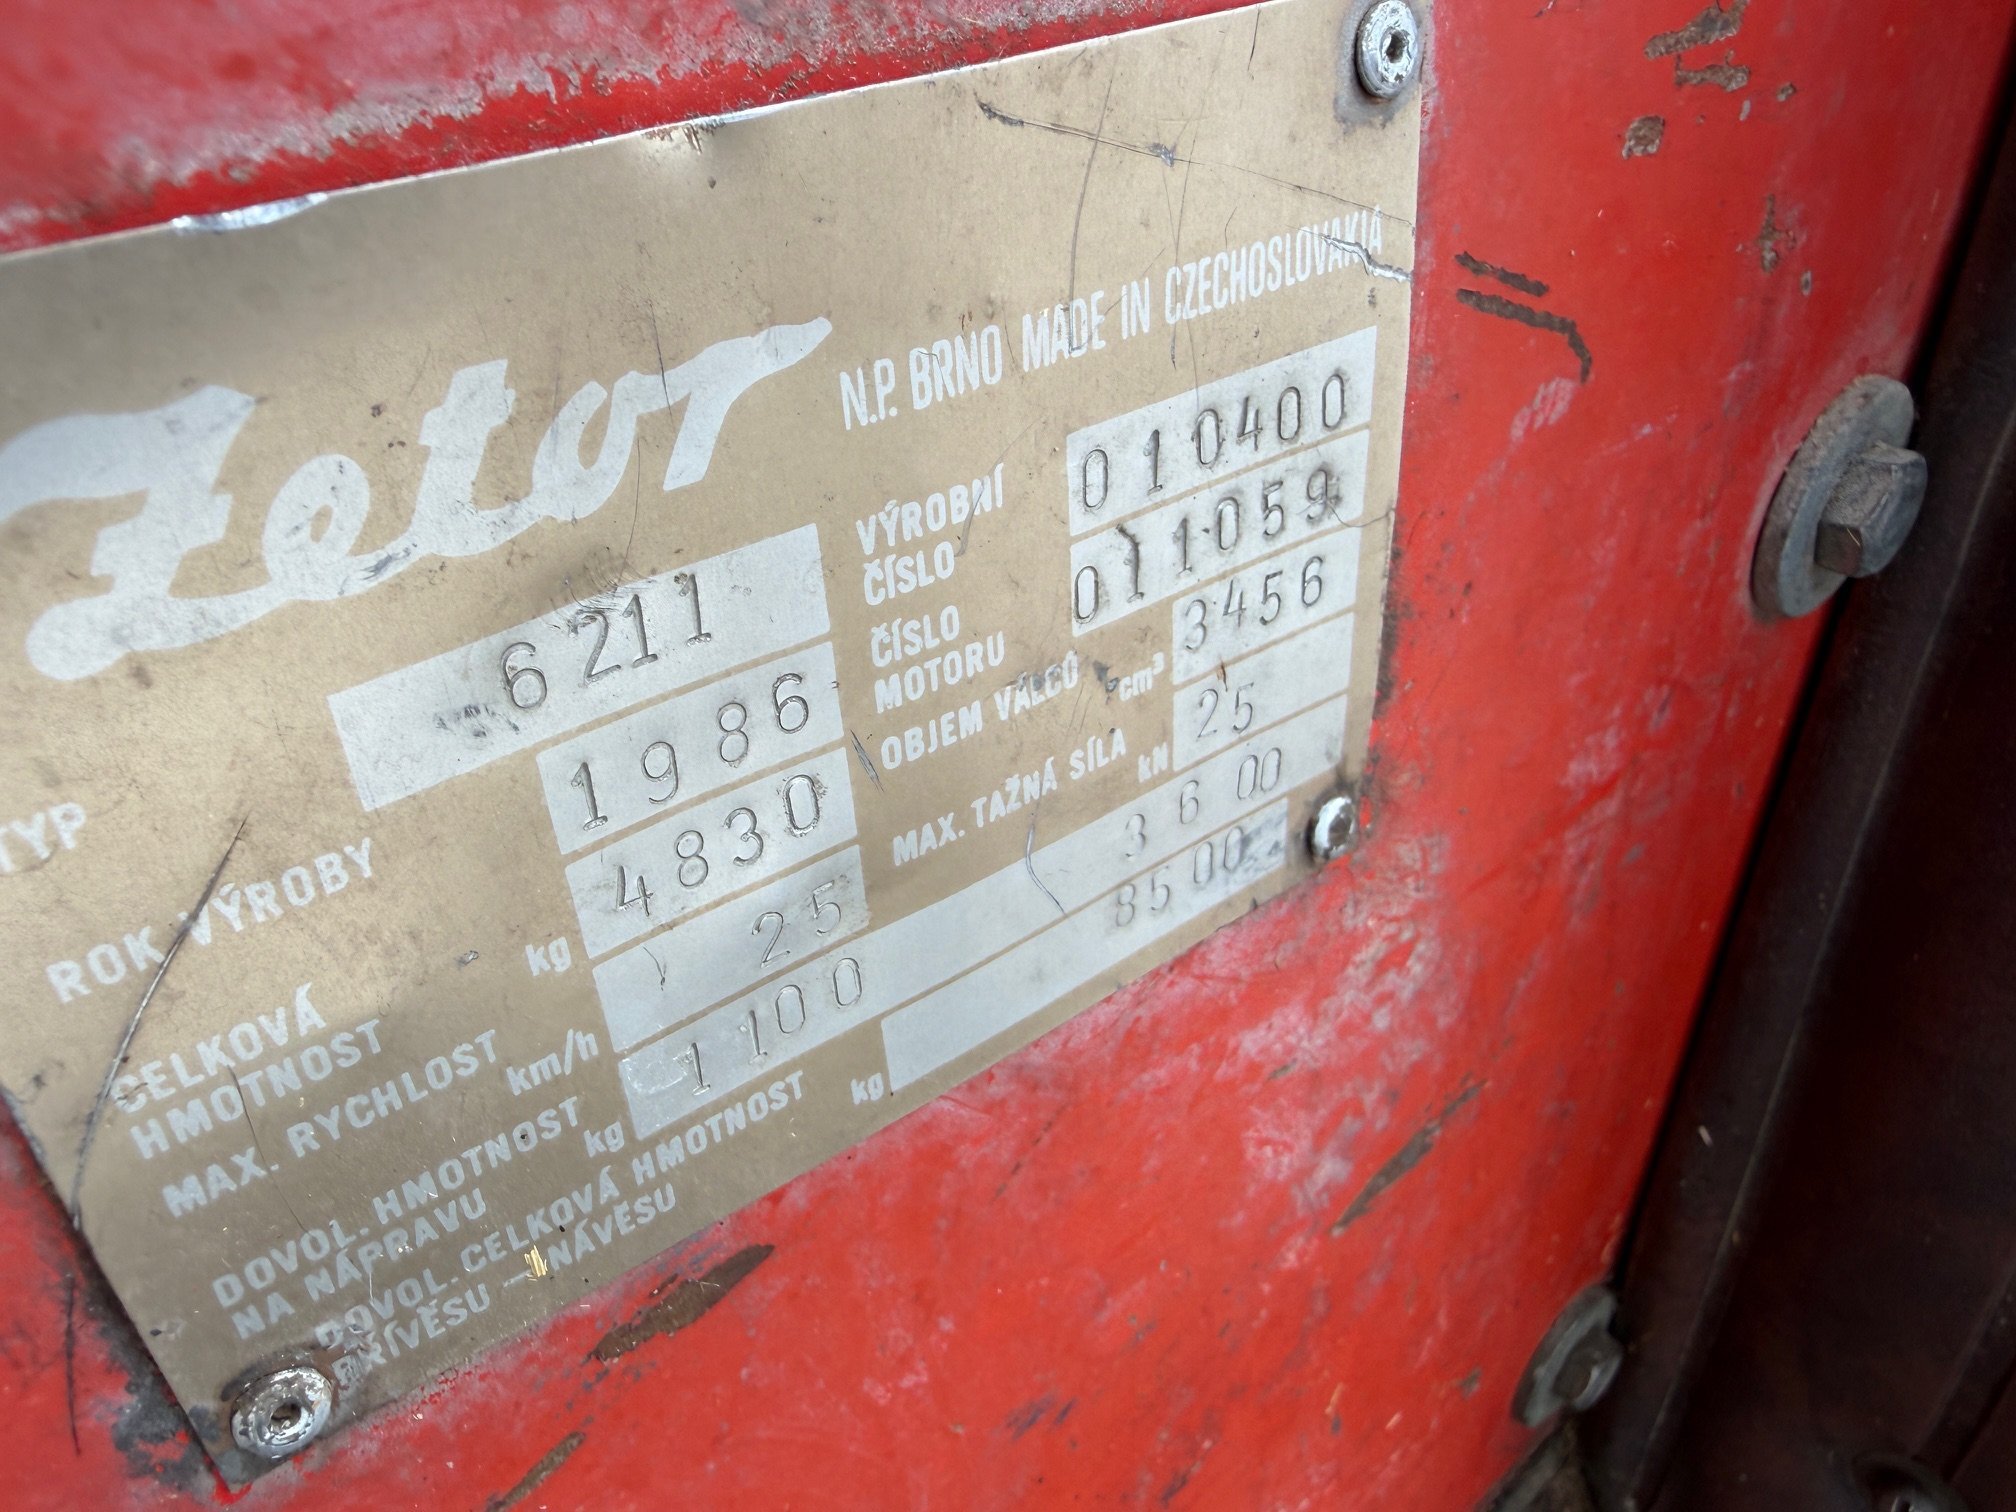 Zetor N.P. BRNO MADE IN CZECHOSLOVAKIA
TYP 6211
ROK VÝROBY 1986
CELKOVÁ
HMOTNOST kg 4830
MAX. RYCHLOST km/h 25
DOVOL. HMOTNOST
NA NÁPRAVU kg 1100 3600
DOVOL. CELKOVÁ HMOTNOST
PŘÍVĚSU — NÁVĚSU kg 8500
VÝROBNÍ
ČÍSLO 010400
ČÍSLO
MOTORU 011059
OBJEM VÁLCŮ cm³ 3456
MAX. TAŽNÁ SÍLA kN 25